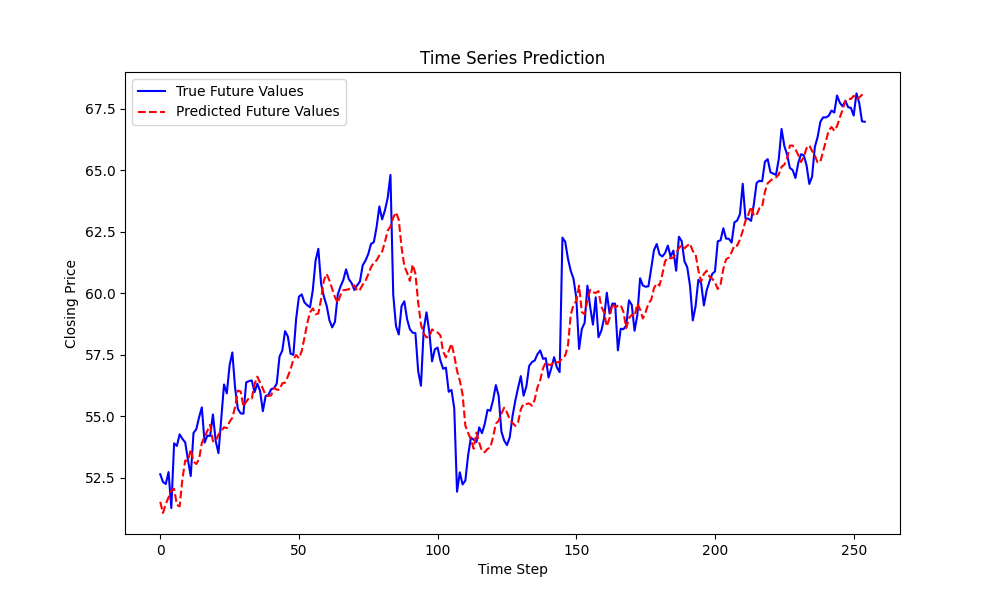 Time Series Prediction
True Future Values
Predicted Future Values
67.5
65.0
62.5
60.0
57.5
55.0
52.5
Closing Price
0 50 100 150 200 250
Time Step